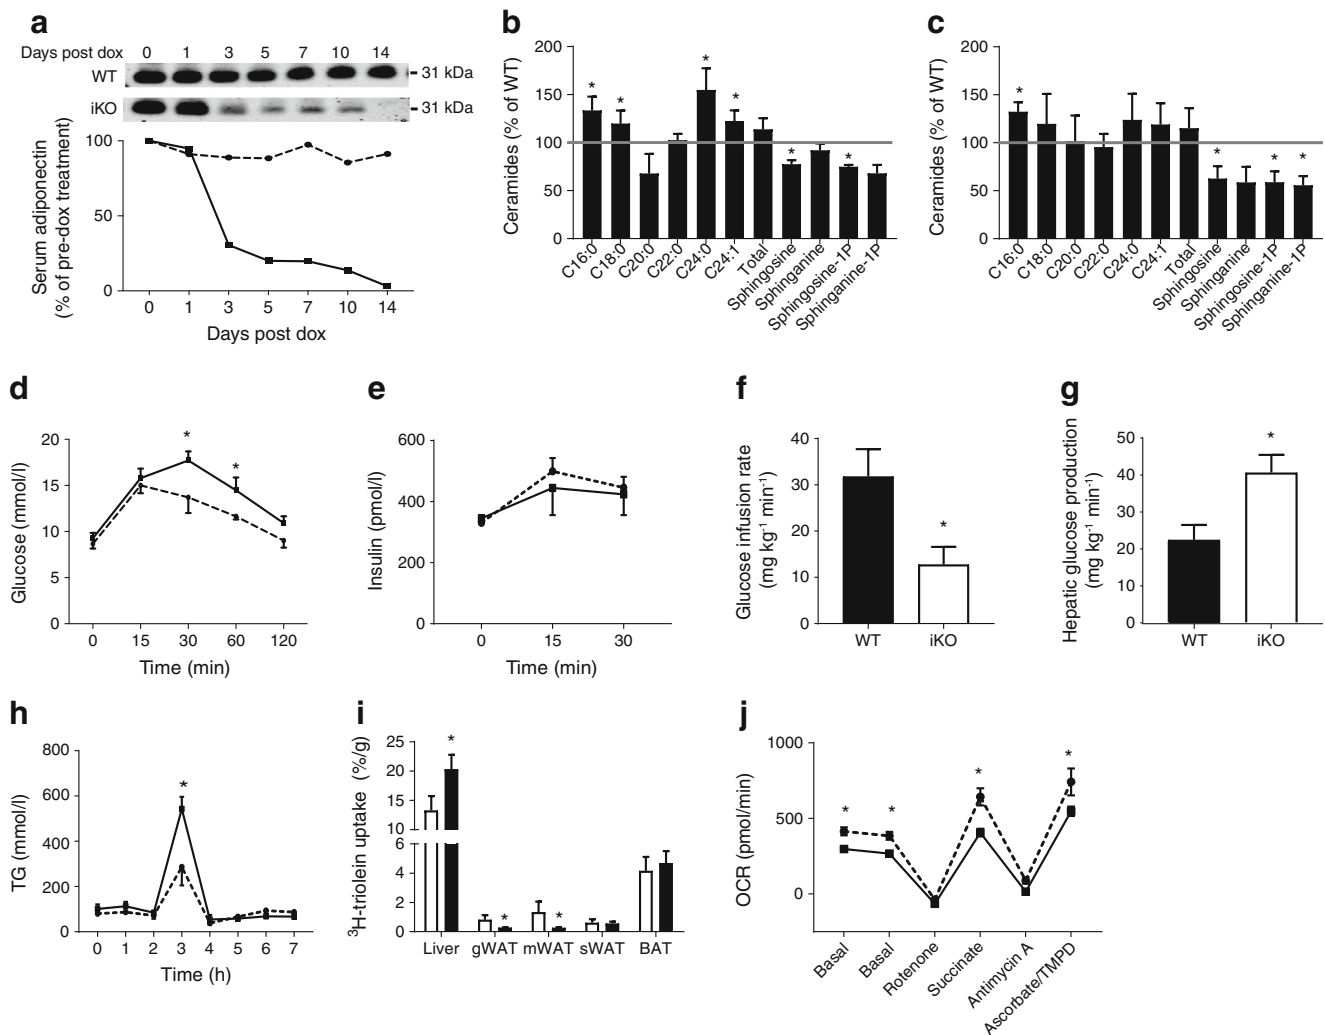 a
Days post dox 0 1 3 5 7 10 14
WT 31 kDa
iKO 31 kDa
Serum adiponectin
(% of pre-dox treatment)
100
50
0
0 1 3 5 7 10 14
Days post dox
b
Ceramides (% of WT)
200
150
100
50
0
* * * * * *
C16:0 C18:0 C20:0 C22:0 C24:0 C24:1 Total Sphingosine Sphinganine Sphingosine-1P Sphinganine-1P
c
Ceramides (% of WT)
200
150
100
50
0
* * * *
C16:0 C18:0 C20:0 C22:0 C24:0 C24:1 Total Sphingosine Sphinganine Sphingosine-1P Sphinganine-1P
d
Glucose (mmol/l)
20
15
10
5
0
* *
0 15 30 60 120
Time (min)
e
Insulin (pmol/l)
600
400
200
0
0 15 30
Time (min)
f
Glucose infusion rate
(mg kg⁻¹ min⁻¹)
40
30
20
10
0
*
WT iKO
g
Hepatic glucose production
(mg kg⁻¹ min⁻¹)
50
40
30
20
10
0
*
WT iKO
h
TG (mmol/l)
800
600
400
200
0
*
0 1 2 3 4 5 6 7
Time (h)
i
³H-triolein uptake (%/g)
25
20
15
10
6
4
2
0
* * *
Liver gWAT mWAT sWAT BAT
j
OCR (pmol/min)
1000
500
0
* * * *
Basal Basal Rotenone Succinate Antimycin A Ascorbate/TMPD